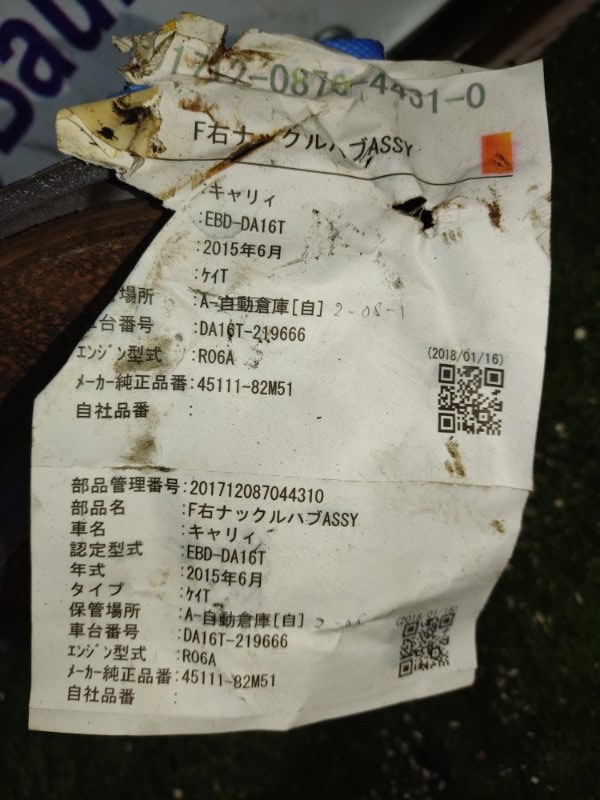 Bau
1712-0870-4431-0
F右ナックルハブASSY
:キャリィ
:EBD-DA16T
:2015年6月
:ケイT
場所 :A-自動倉庫[自] 2-08-1
車台番号 :DA16T-219666
エンジン型式 :R06A
(2018/01/16)
メーカー純正品番:45111-82M51
自社品番 :
部品管理番号:201712087044310
部品名 :F右ナックルハブASSY
車名 :キャリィ
認定型式 :EBD-DA16T
年式 :2015年6月
タイプ :ケイT
保管場所 :A-自動倉庫[自]
(2018/01/16)
車台番号 :DA16T-219666
エンジン型式 :R06A
メーカー純正品番:45111-82M51
自社品番 :